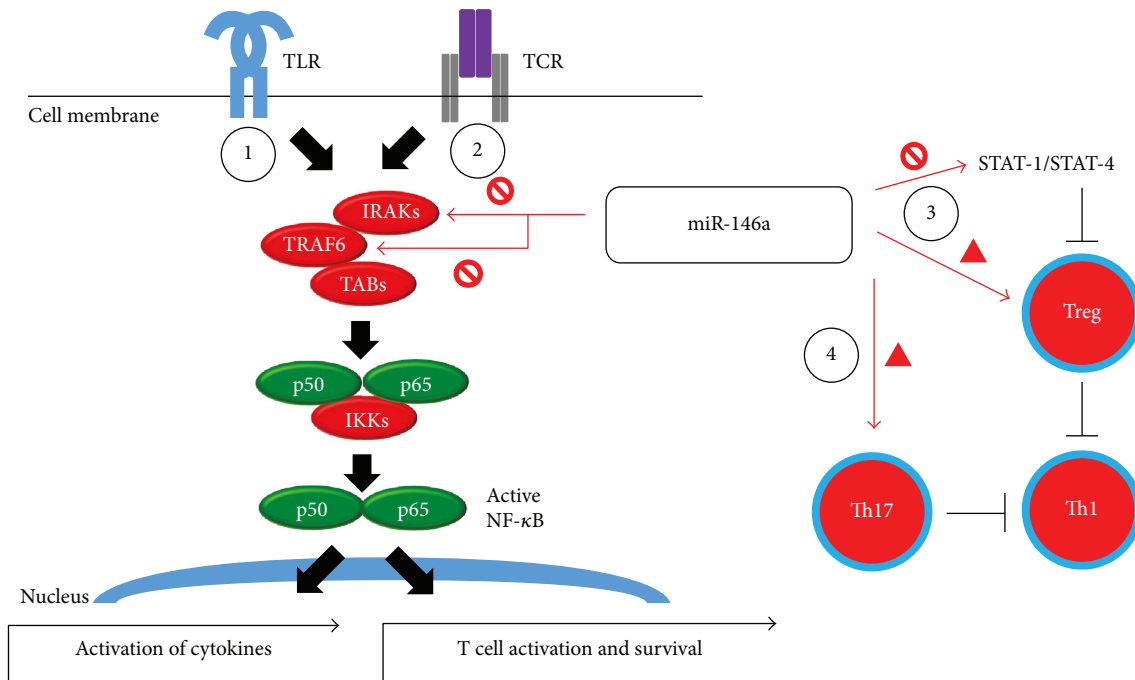 TLR
TCR
Cell membrane
1
2
3
4
IRAKs
TRAF6
TABs
miR-146a
STAT-1/STAT-4
Treg
p50
p65
IKKs
p50
p65
Active
NF-κB
Th17
Th1
Nucleus
Activation of cytokines
T cell activation and survival